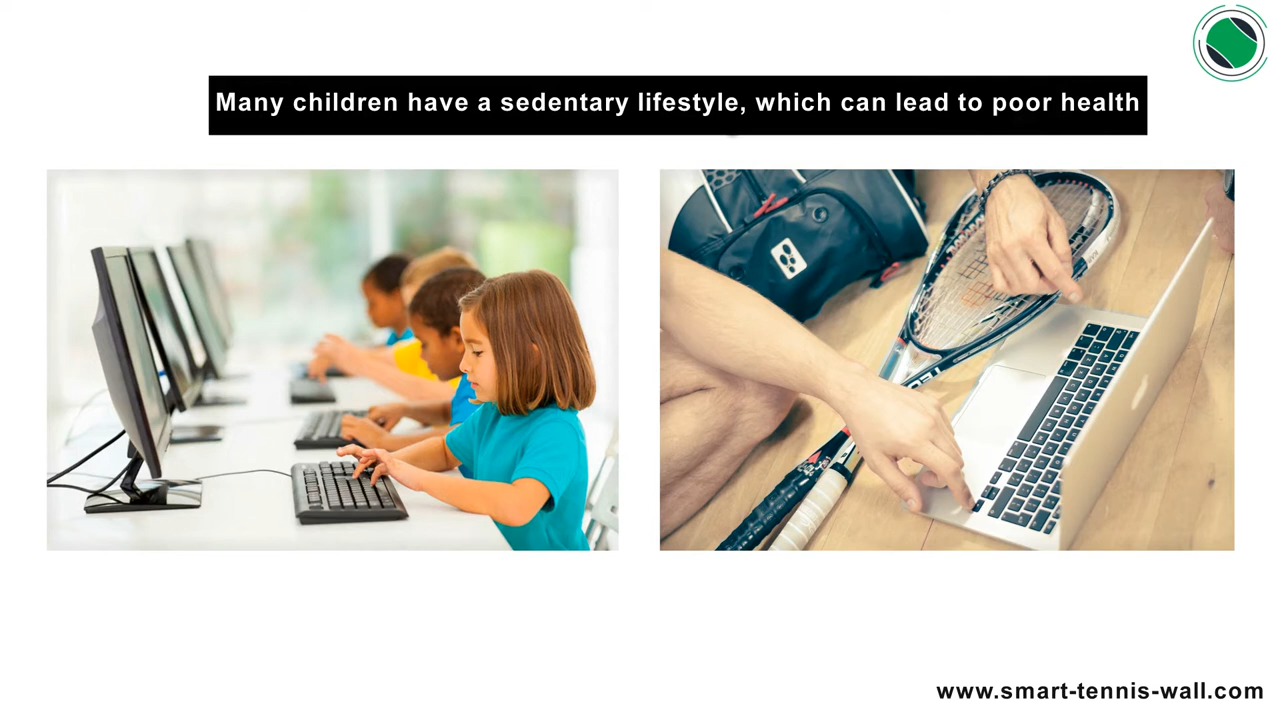 Many children have a sedentary lifestyle, which can lead to poor health
www.smart-tennis-wall.com